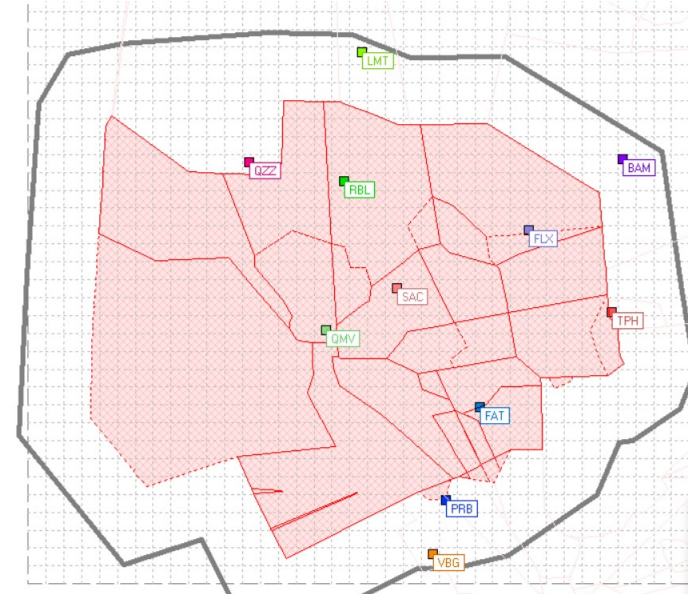 LMT
BAM
QZZ
RBL
FLX
SAC
TPH
QMV
FAT
PRB
VBG